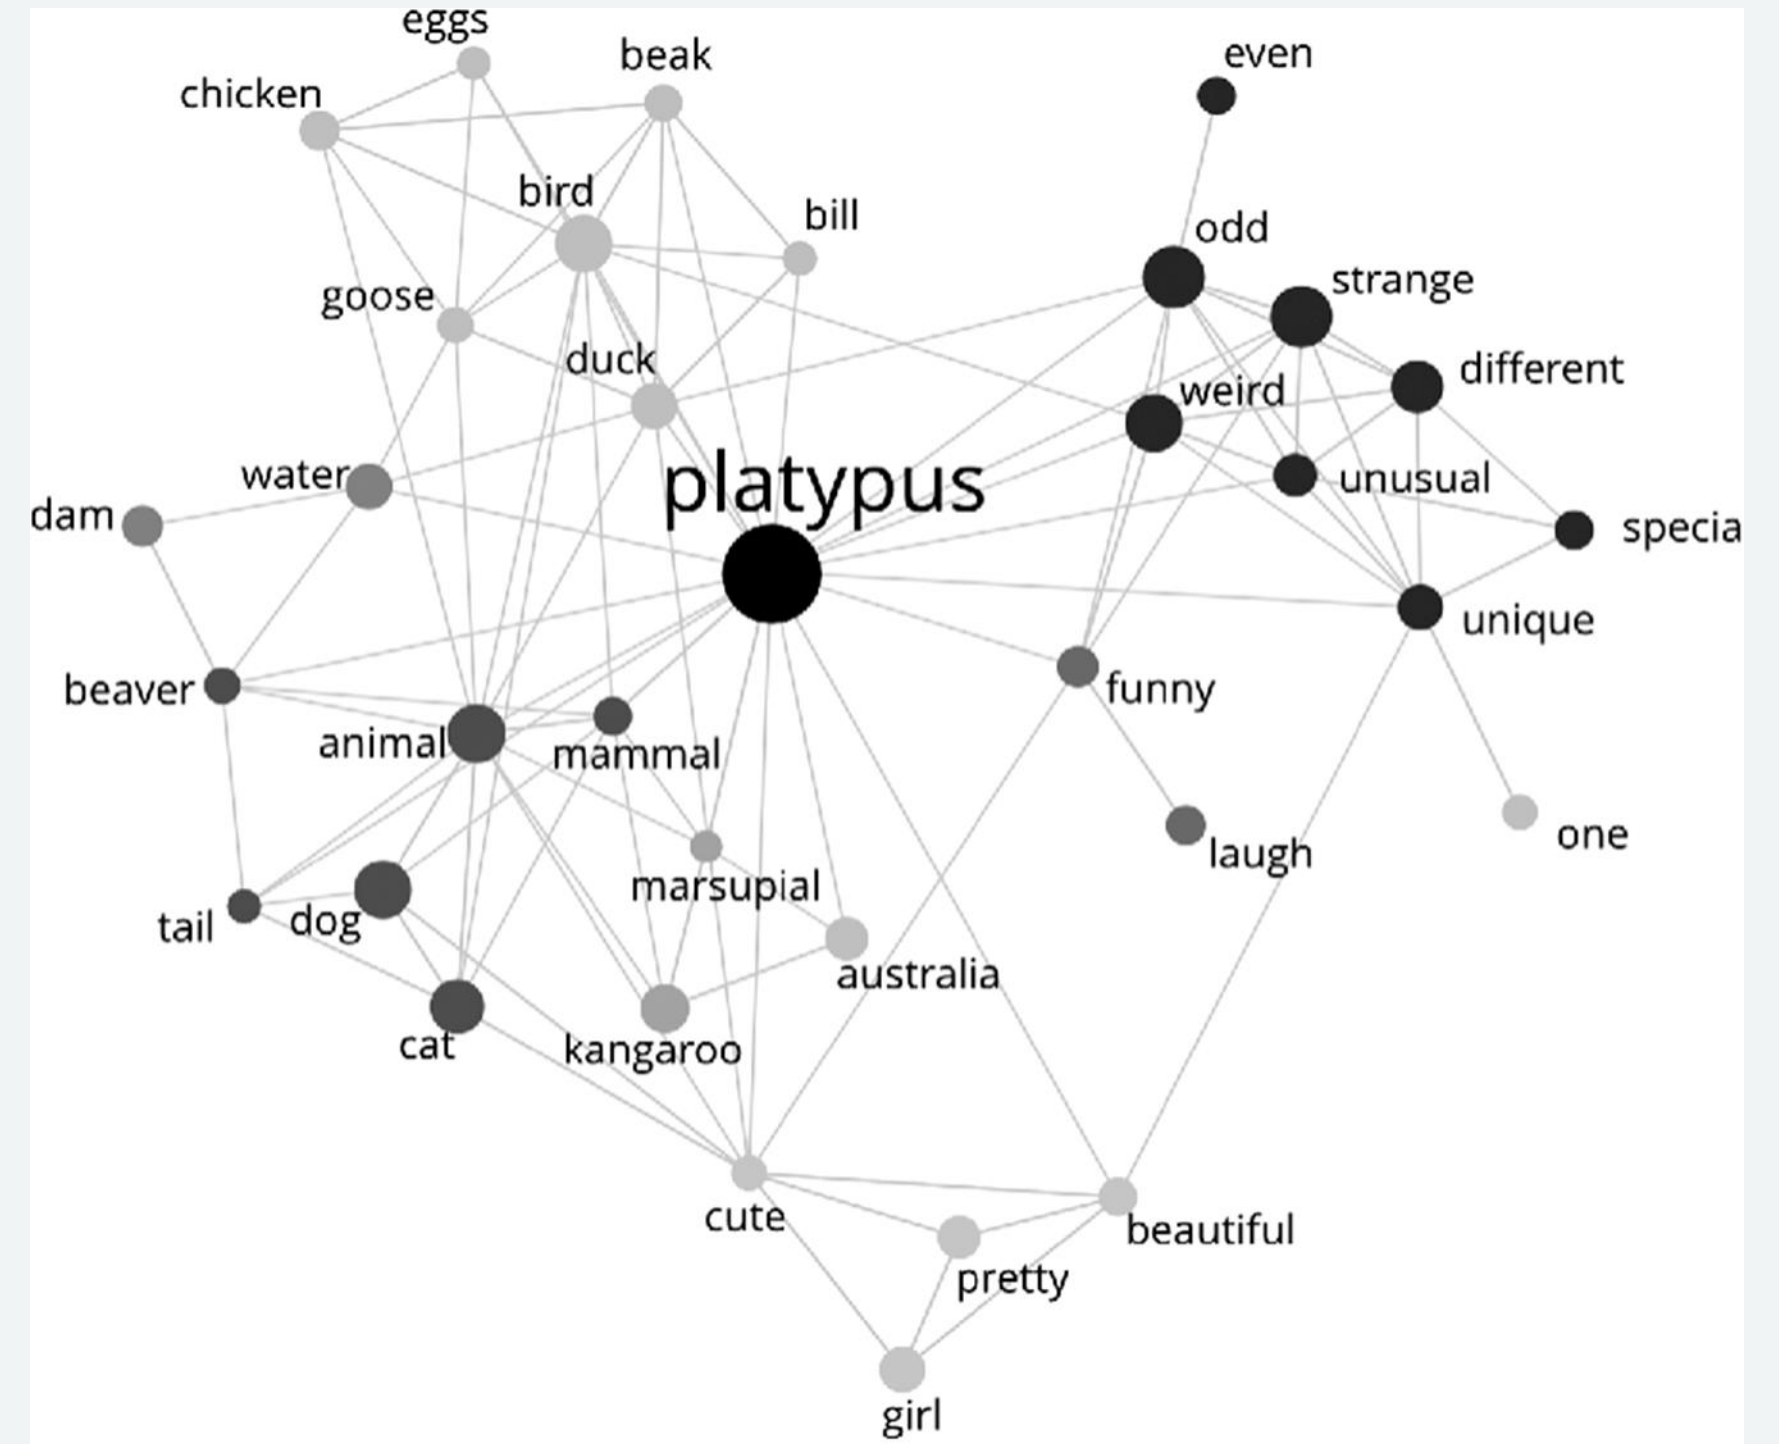 eggs
beak
even
chicken
bird
bill
odd
strange
goose
duck
different
weird
water
platypus
unusual
dam
specia
unique
beaver
funny
animal
mammal
laugh
one
marsupial
tail
dog
australia
cat
kangaroo
cute
beautiful
pretty
girl